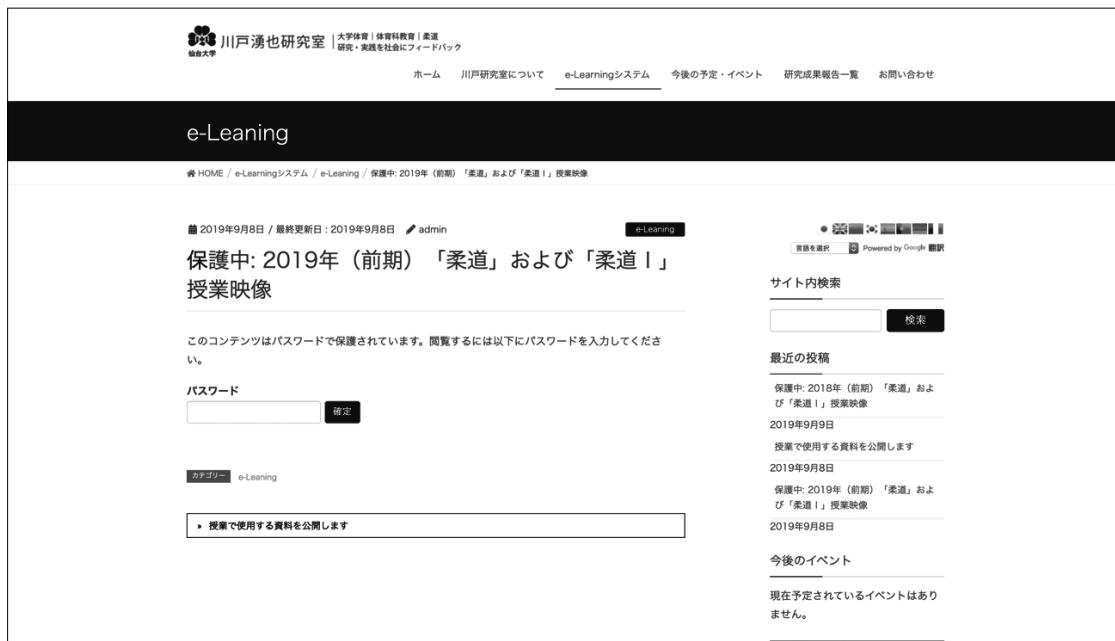 仙台大学
川戸湧也研究室
大学体育｜体育科教育｜柔道
研究・実践を社会にフィードバック
ホーム 川戸研究室について e-Learningシステム 今後の予定・イベント 研究成果報告一覧 お問い合わせ
e-Leaning
HOME / e-Learningシステム / e-Leaning / 保護中: 2019年（前期）「柔道」および「柔道Ⅰ」授業映像
2019年9月8日 / 最終更新日 : 2019年9月8日 admin e-Leaning
保護中: 2019年（前期）「柔道」および「柔道Ⅰ」
授業映像
このコンテンツはパスワードで保護されています。閲覧するには以下にパスワードを入力してくださ
い。
パスワード
確定
カテゴリー e-Leaning
» 授業で使用する資料を公開します
言語を選択 Powered by Google 翻訳
サイト内検索
検索
最近の投稿
保護中: 2018年（前期）「柔道」およ
び「柔道Ⅰ」授業映像
2019年9月9日
授業で使用する資料を公開します
2019年9月8日
保護中: 2019年（前期）「柔道」およ
び「柔道Ⅰ」授業映像
2019年9月8日
今後のイベント
現在予定されているイベントはあり
ません。